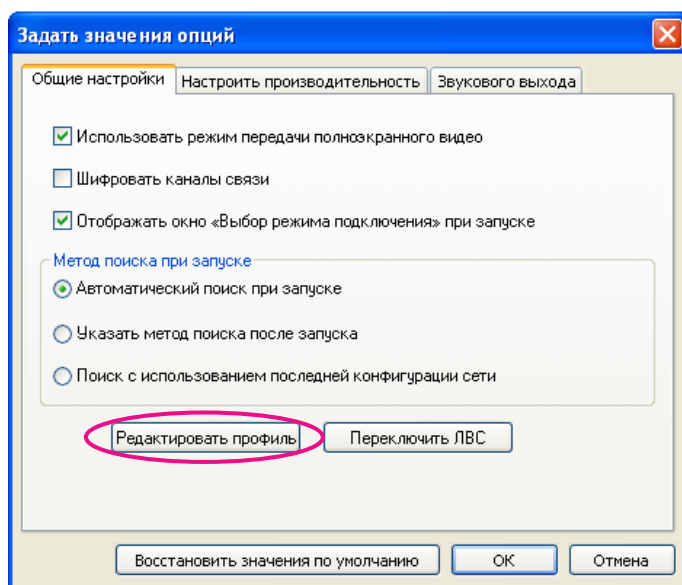 Задать значения опций
Общие настройки Настроить производительность Звукового выхода
Использовать режим передачи полноэкранного видео
Шифровать каналы связи
Отображать окно «Выбор режима подключения» при запуске
Метод поиска при запуске
Автоматический поиск при запуске
Указать метод поиска после запуска
Поиск с использованием последней конфигурации сети
Редактировать профиль Переключить ЛВС
Восстановить значения по умолчанию ОК Отмена